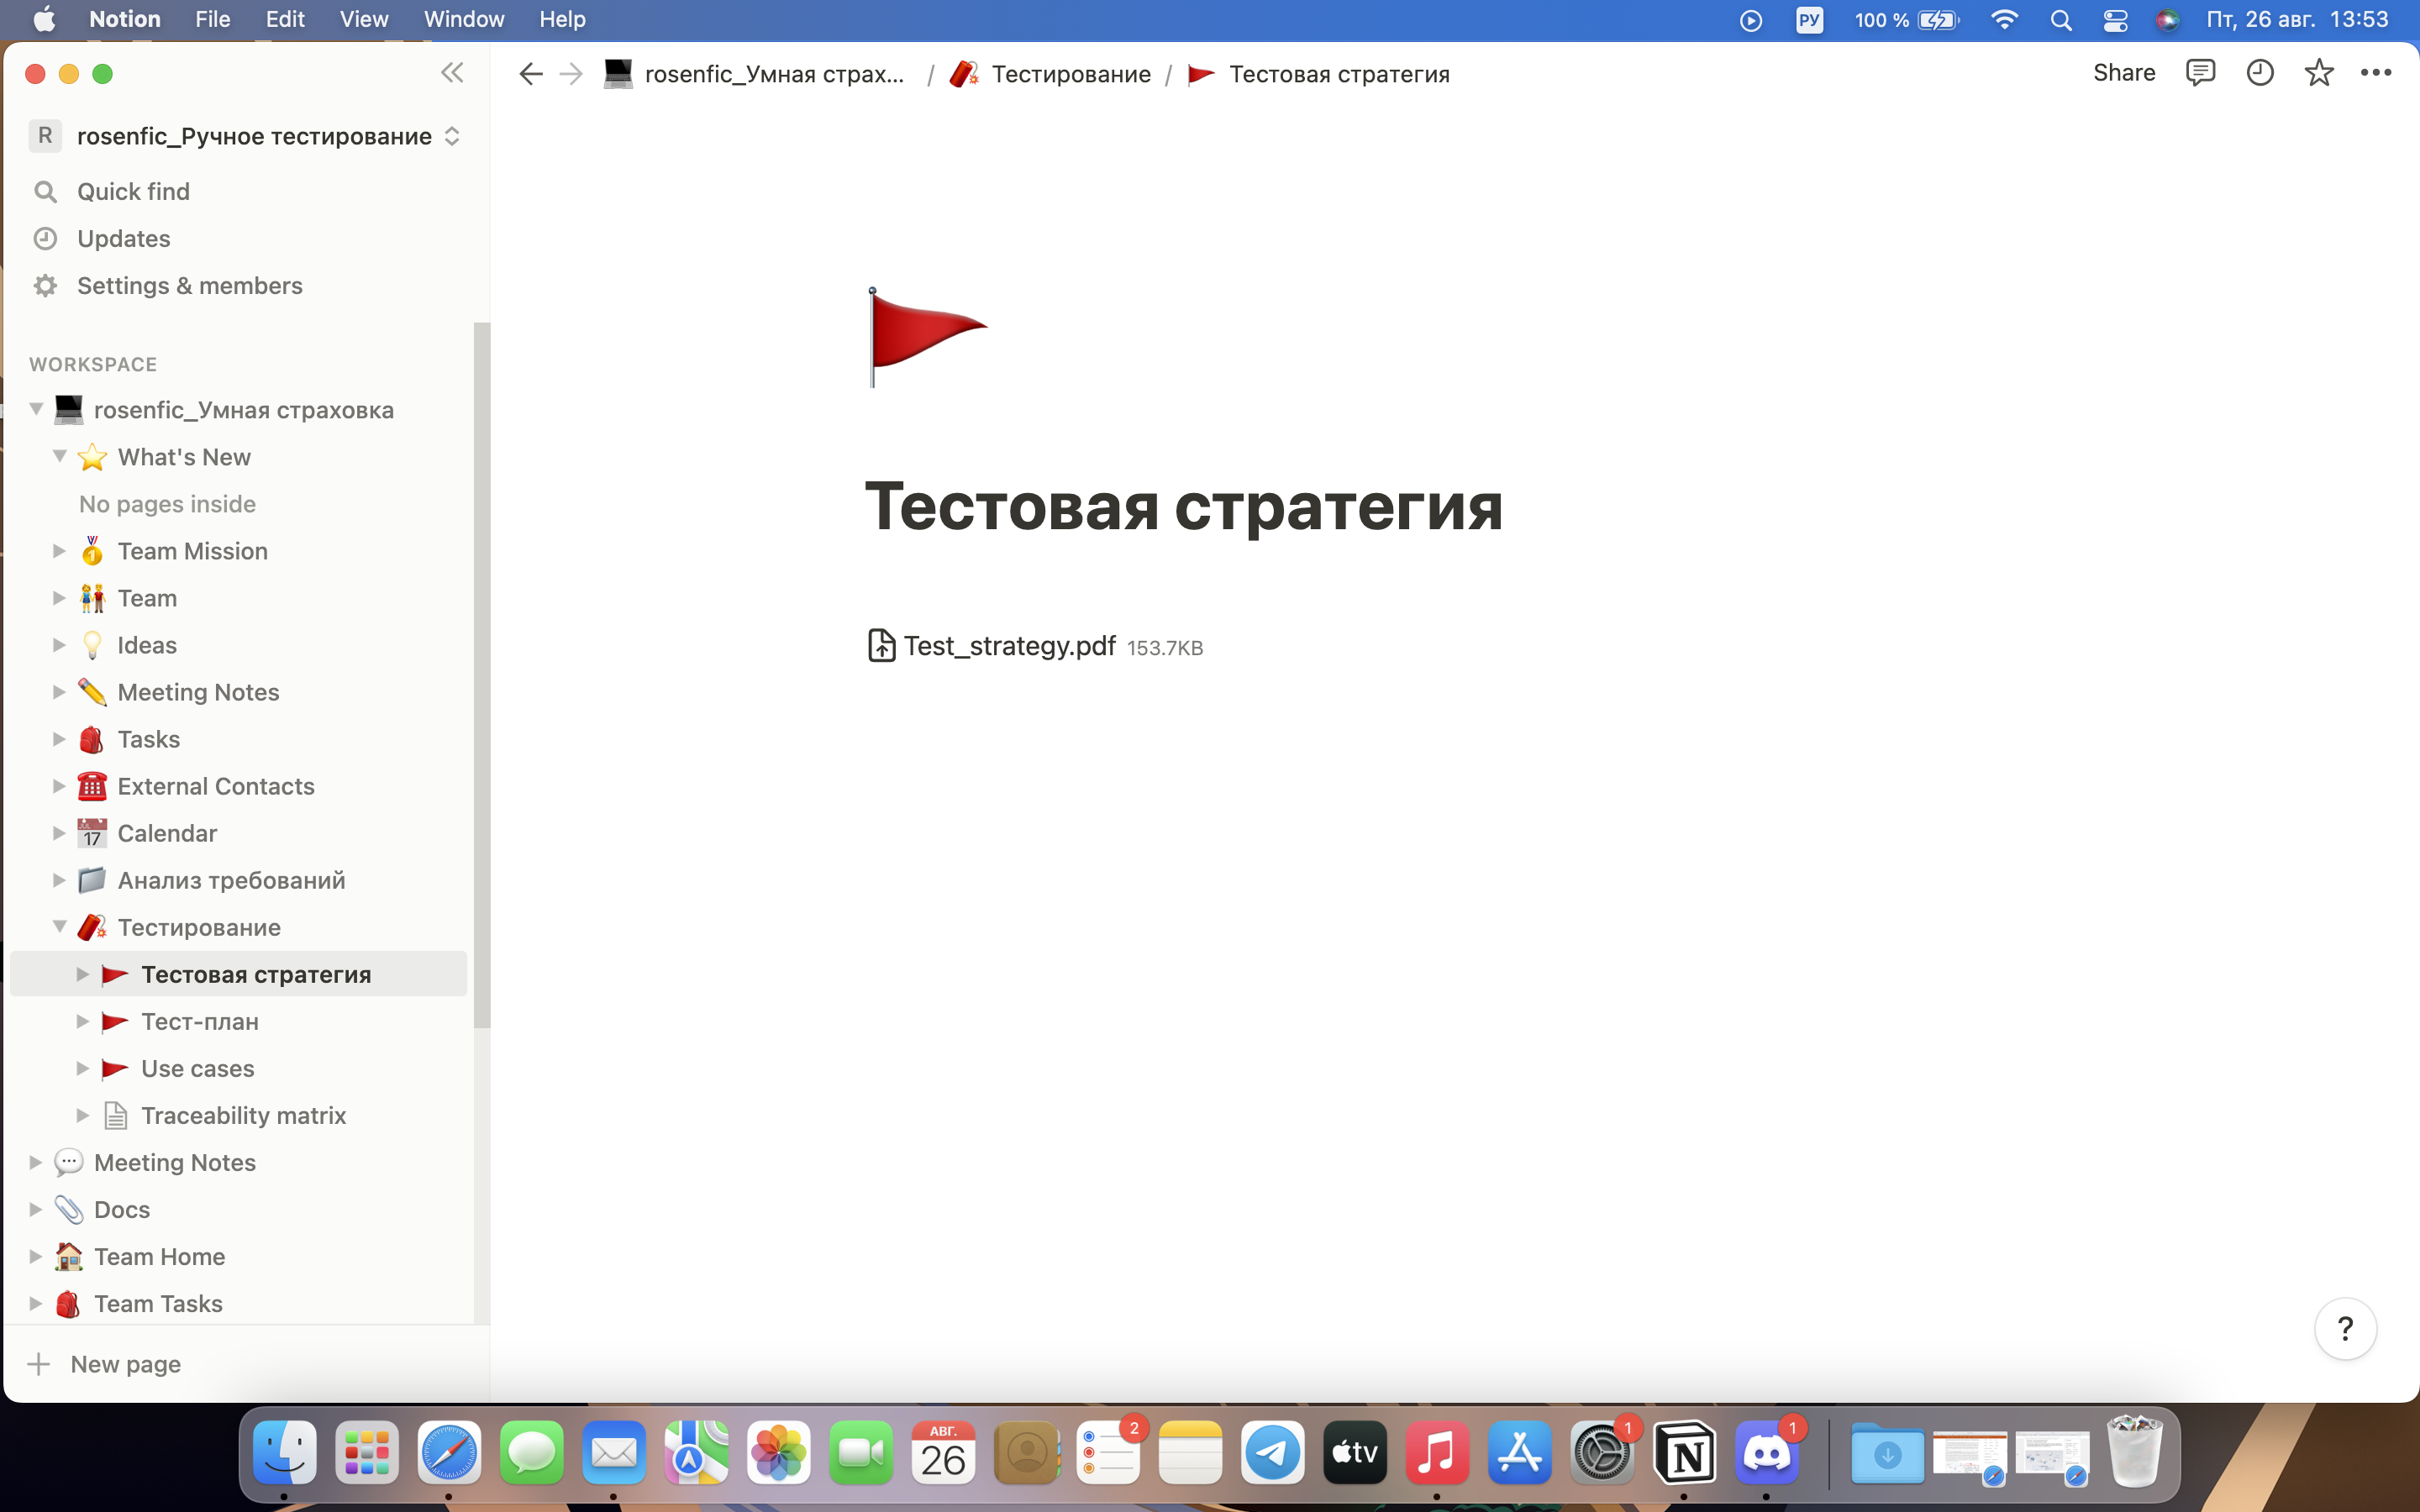 Notion File Edit View Window Help
РУ 100 % Пт, 26 авг. 13:53
rosenfic_Умная страх... / Тестирование / Тестовая стратегия
Share
R rosenfic_Ручное тестирование
Quick find
Updates
Settings & members
WORKSPACE
rosenfic_Умная страховка
What's New
No pages inside
Team Mission
Team
Ideas
Meeting Notes
Tasks
External Contacts
JUL 17 Calendar
Анализ требований
Тестирование
Тестовая стратегия
Тест-план
Use cases
Traceability matrix
Meeting Notes
Docs
Team Home
Team Tasks
New page
Тестовая стратегия
Test_strategy.pdf 153.7KB
?
АВГ.
26
2
tv
1
N
1